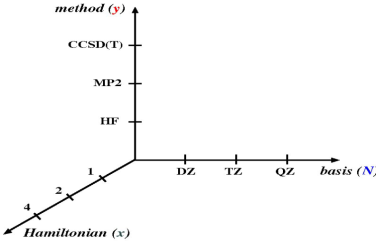 method (y)
CCSD(T)
MP2
HF
DZ TZ QZ
basis (N)
1
2
4
Hamiltonian (x)